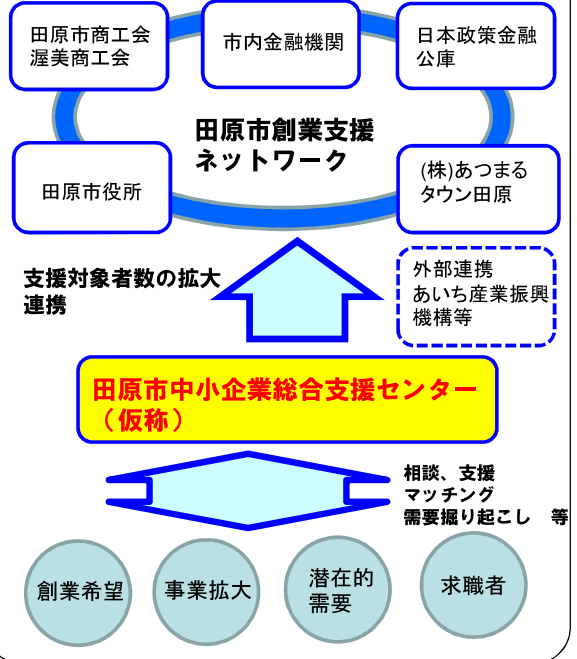 田原市商工会
渥美商工会
市内金融機関
日本政策金融
公庫
田原市創業支援
ネットワーク
田原市役所
(株)あつまる
タウン田原
支援対象者数の拡大
連携
外部連携
あいち産業振興
機構等
田原市中小企業総合支援センター
（仮称）
相談、支援
マッチング
需要掘り起こし　等
創業希望
事業拡大
潜在的
需要
求職者